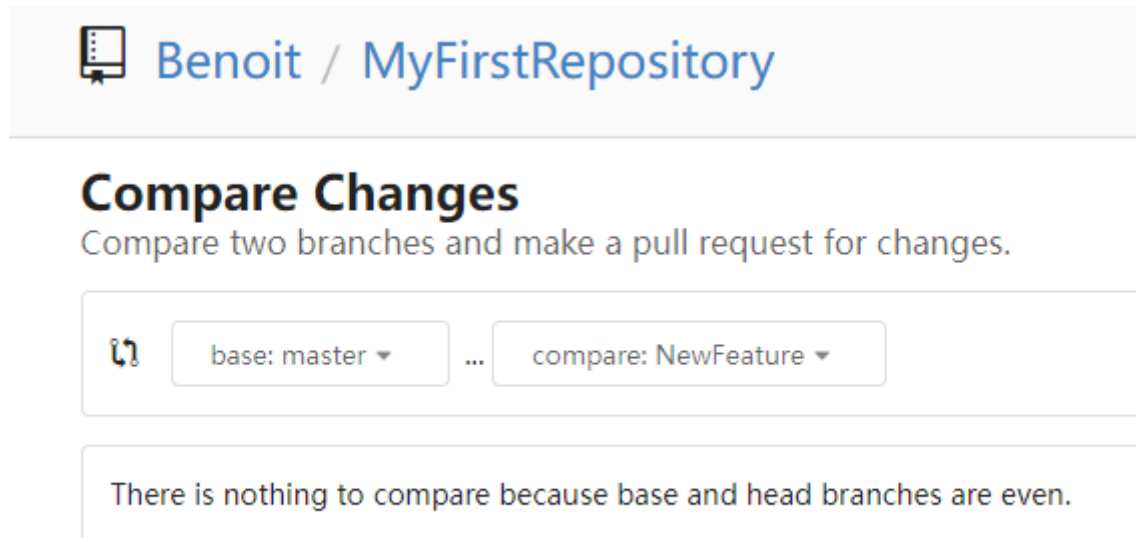 Benoit / MyFirstRepository
Compare Changes
Compare two branches and make a pull request for changes.
base: master ... compare: NewFeature
There is nothing to compare because base and head branches are even.